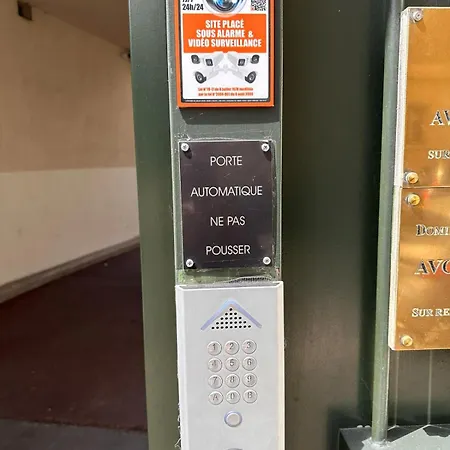 24h/24
SITE PLACÉ
SOUS ALARME &
VIDÉO SURVEILLANCE
PORTE
AUTOMATIQUE
NE PAS
POUSSER
1 2 3
4 5 6
7 8 9
A 0 B
AV
SUR
DOMI
AVO
SUR RE